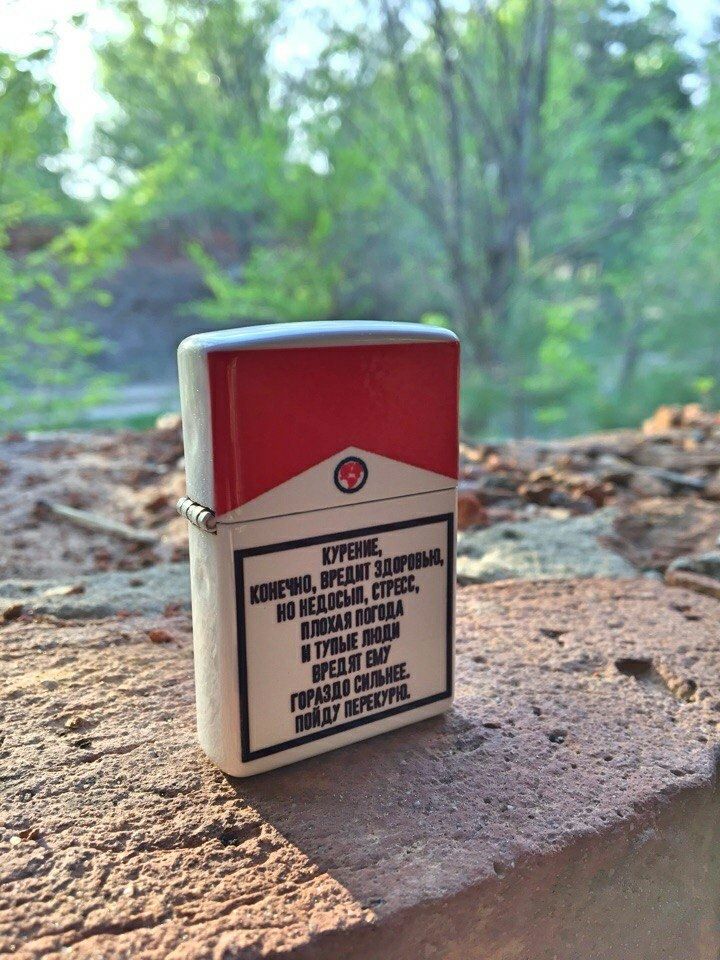 КУРЕНИЕ,
КОНЕЧНО, ВРЕДИТ ЗДОРОВЬЮ,
НО НЕДОСЫП, СТРЕСС,
ПЛОХАЯ ПОГОДА
И ТУПЫЕ ЛЮДИ
ВРЕДЯТ ЕМУ
ГОРАЗДО СИЛЬНЕЕ.
ПОЙДУ ПЕРЕКУРЮ.